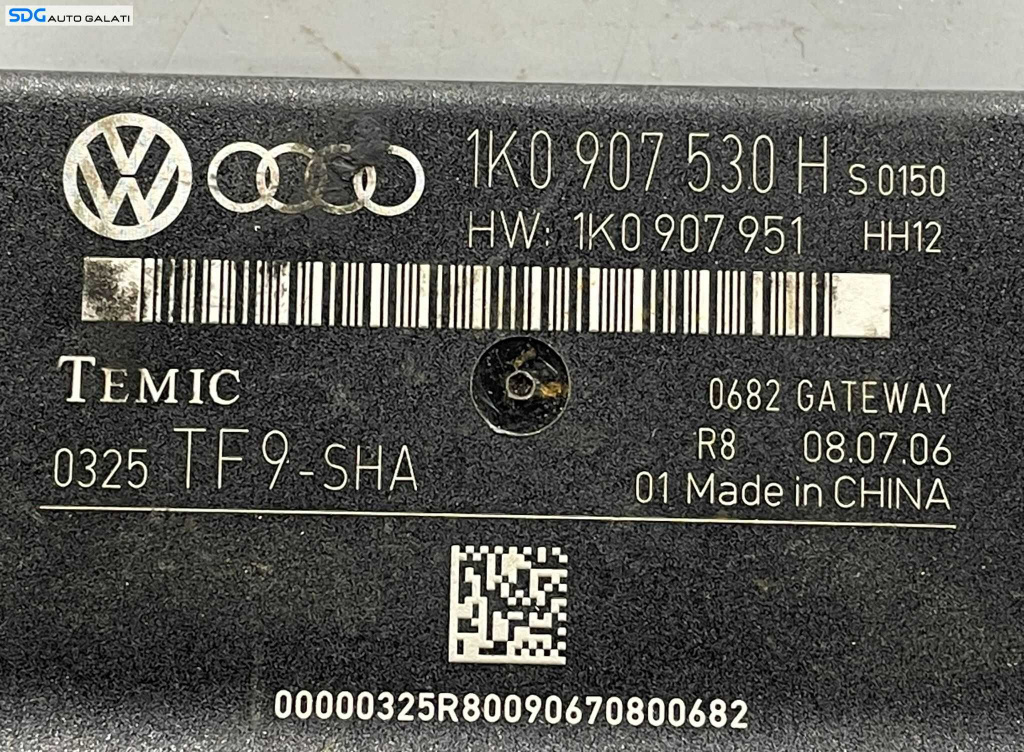 SDG AUTO GALATI
1K0 907 530 H S 0150
HW: 1K0 907 951 HH12
TEMIC
0682 GATEWAY
0325 TF9-SHA
R8 08.07.06
01 Made in CHINA
00000325R80090670800682